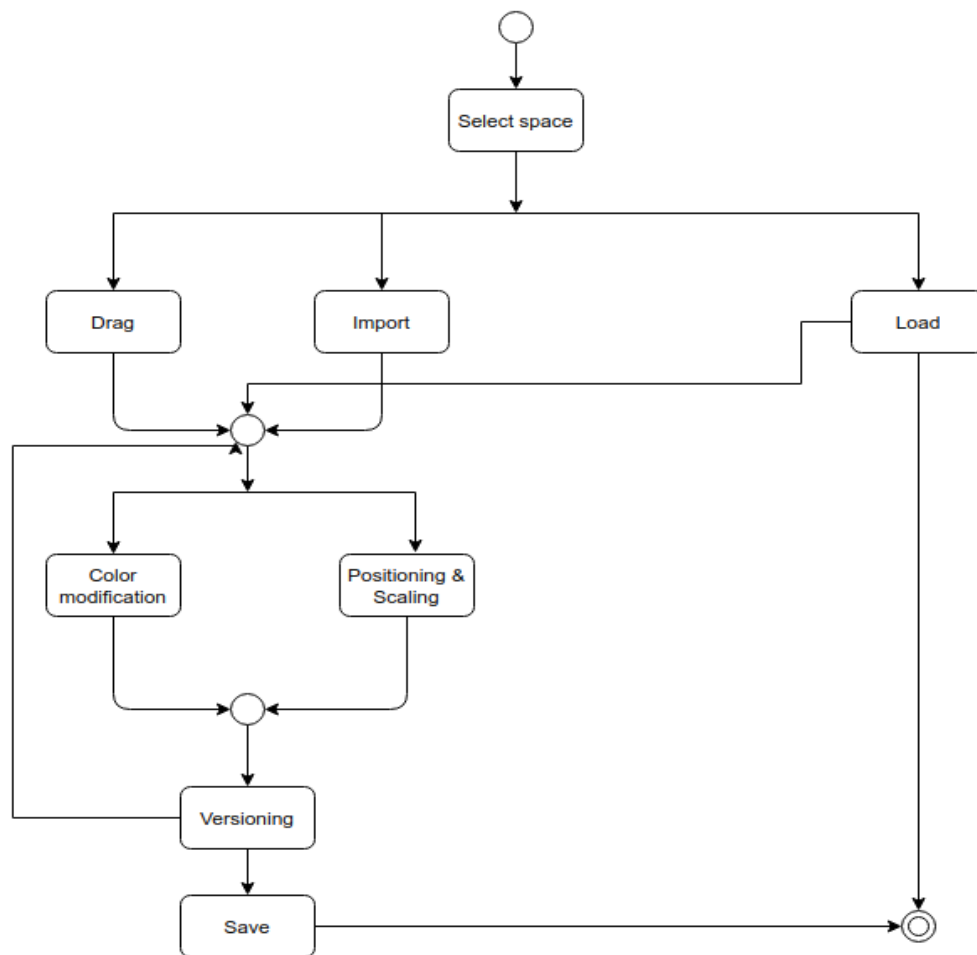 Select space
Drag
Import
Load
Color
modification
Positioning &
Scaling
Versioning
Save